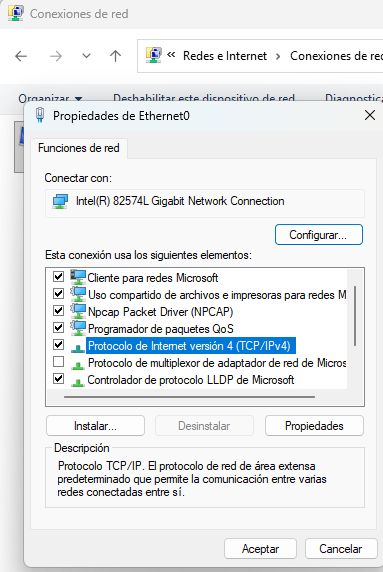 Conexiones de red
Redes e Internet
Conexiones de
Organizar
Deshabilitar este dispositivo de red
Propiedades de Ethernet0
Funciones de red
Conectar con:
Intel(R) 82574L Gigabit Network Connection
Configurar...
Esta conexión usa los siguientes elementos:
Cliente para redes Microsoft
Uso compartido de archivos e impresoras para redes M
Npcap Packet Driver (NPCAP)
Programador de paquetes QoS
Protocolo de Internet versión 4 (TCP/IPv4)
Protocolo de multiplexor de adaptador de red de Micros
Controlador de protocolo LLDP de Microsoft
Instalar...
Desinstalar
Propiedades
Descripción
Protocolo TCP/IP. El protocolo de red de área extensa
predeterminado que permite la comunicación entre varias
redes conectadas entre sí.
Aceptar
Cancelar